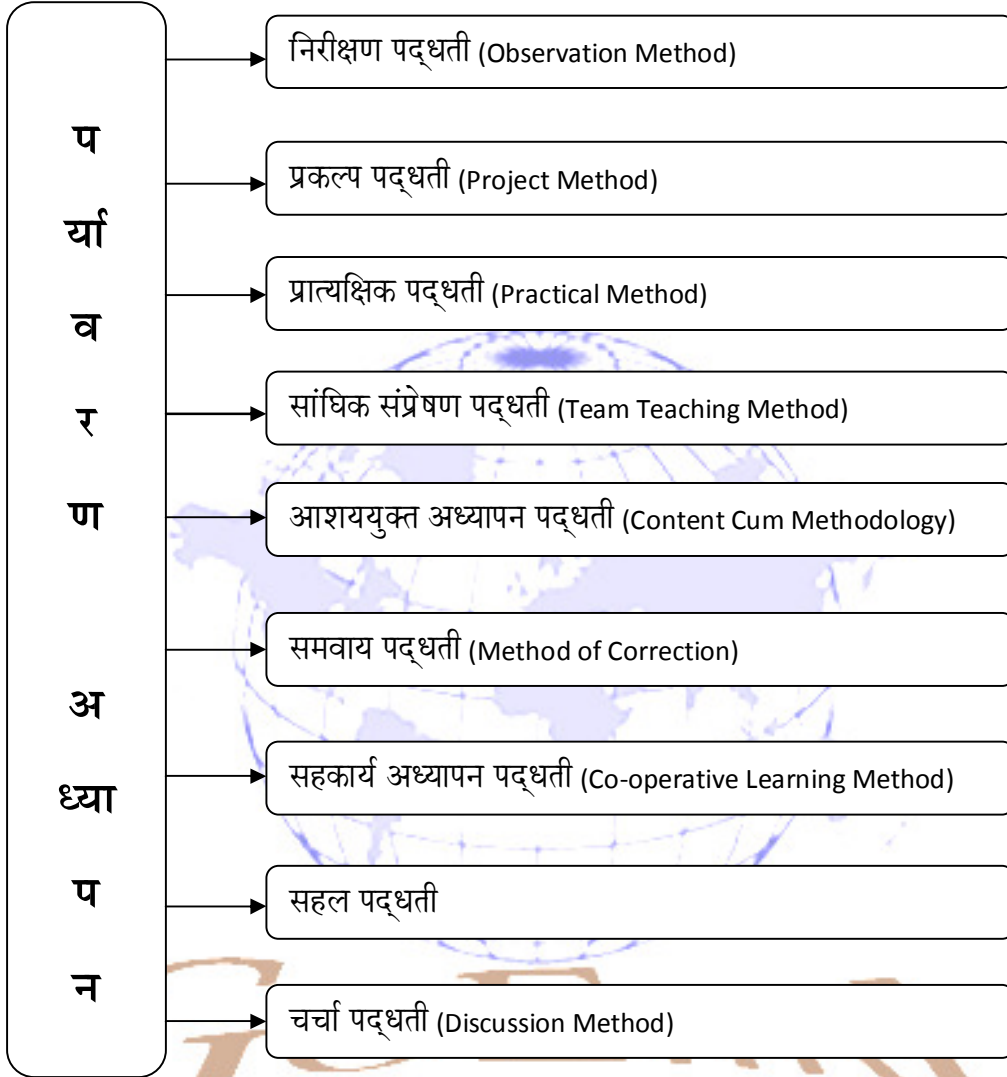 प
र्या
व
र
ण
अ
ध्या
प
न
निरीक्षण पद्धती (Observation Method)
प्रकल्प पद्धती (Project Method)
प्रात्यक्षिक पद्धती (Practical Method)
सांघिक संप्रेषण पद्धती (Team Teaching Method)
आशययुक्त अध्यापन पद्धती (Content Cum Methodology)
समवाय पद्धती (Method of Correction)
सहकार्य अध्यापन पद्धती (Co-operative Learning Method)
सहल पद्धती
चर्चा पद्धती (Discussion Method)